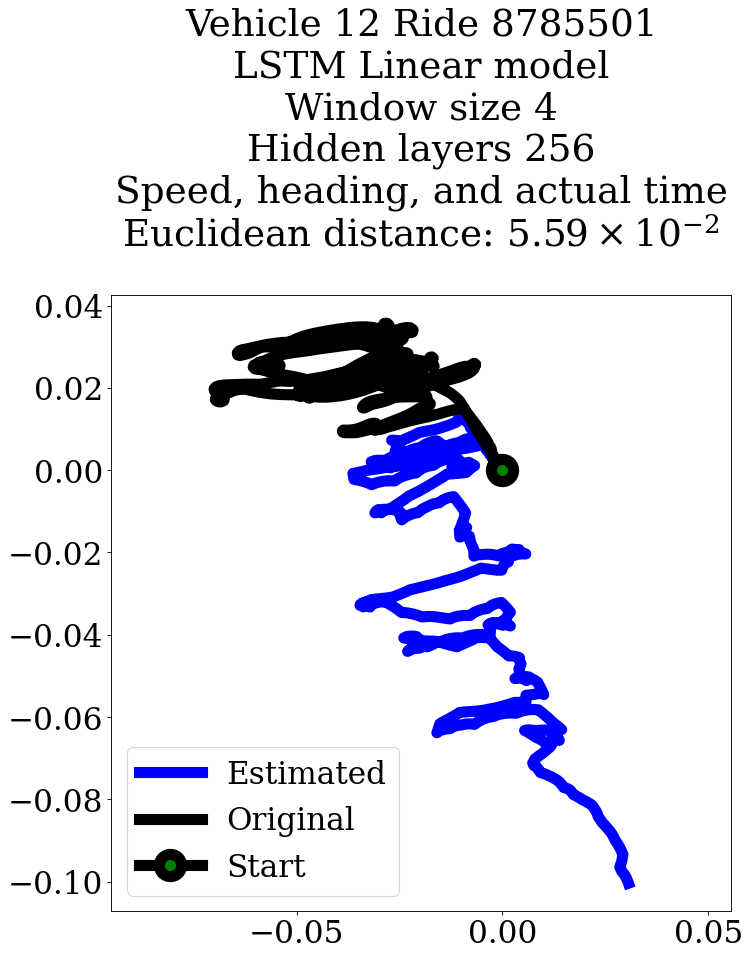 Vehicle 12 Ride 8785501
LSTM Linear model
Window size 4
Hidden layers 256
Speed, heading, and actual time
Euclidean distance: 5.59 × 10⁻²
0.04
0.02
0.00
−0.02
−0.04
−0.06
−0.08
−0.10
Estimated
Original
Start
−0.05 0.00 0.05